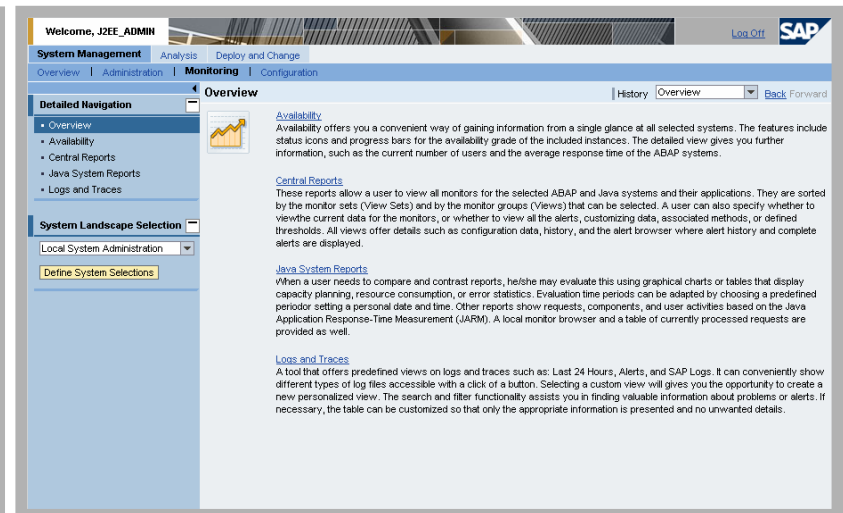 Welcome, J2EE_ADMIN
Log Off
SAP
System Management Analysis Deploy and Change
Overview | Administration | Monitoring | Configuration
Overview
History Overview Back Forward
Detailed Navigation
Overview
Availability
Central Reports
Java System Reports
Logs and Traces
System Landscape Selection
Local System Administration
Define System Selections
Availability
Availability offers you a convenient way of gaining information from a single glance at all selected systems. The features include
status icons and progress bars for the availability grade of the included instances. The detailed view gives you further
information, such as the current number of users and the average response time of the ABAP systems.
Central Reports
These reports allow a user to view all monitors for the selected ABAP and Java systems and their applications. They are sorted
by the monitor sets (View Sets) and by the monitor groups (Views) that can be selected. A user can also specify whether to
viewthe current data for the monitors, or whether to view all the alerts, customizing data, associated methods, or defined
thresholds. All views offer details such as configuration data, history, and the alert browser where alert history and complete
alerts are displayed.
Java System Reports
When a user needs to compare and contrast reports, he/she may evaluate this using graphical charts or tables that display
capacity planning, resource consumption, or error statistics. Evaluation time periods can be adapted by choosing a predefined
periodor setting a personal date and time. Other reports show requests, components, and user activities based on the Java
Application Response-Time Measurement (JARM). A local monitor browser and a table of currently processed requests are
provided as well.
Logs and Traces
A tool that offers predefined views on logs and traces such as: Last 24 Hours, Alerts, and SAP Logs. It can conveniently show
different types of log files accessible with a click of a button. Selecting a custom view will gives you the opportunity to create a
new personalized view. The search and filter functionality assists you in finding valuable information about problems or alerts. If
necessary, the table can be customized so that only the appropriate information is presented and no unwanted details.